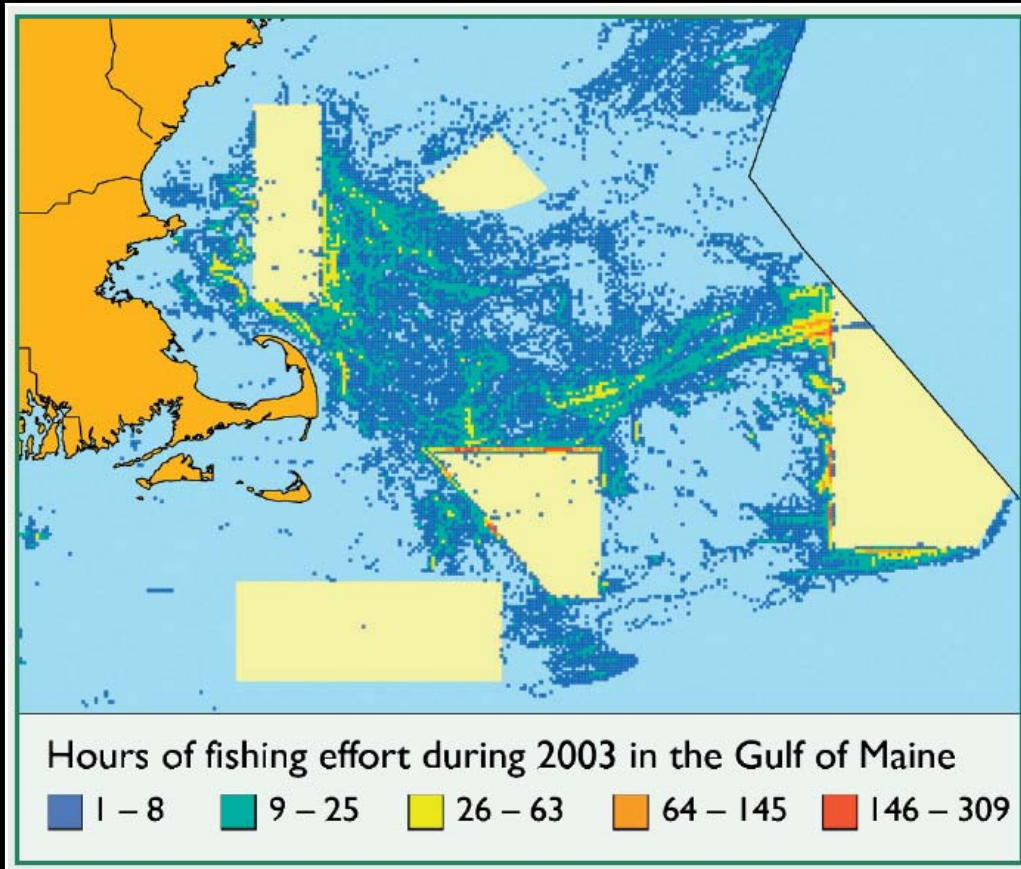 Hours of fishing effort during 2003 in the Gulf of Maine
1 – 8 9 – 25 26 – 63 64 – 145 146 – 309